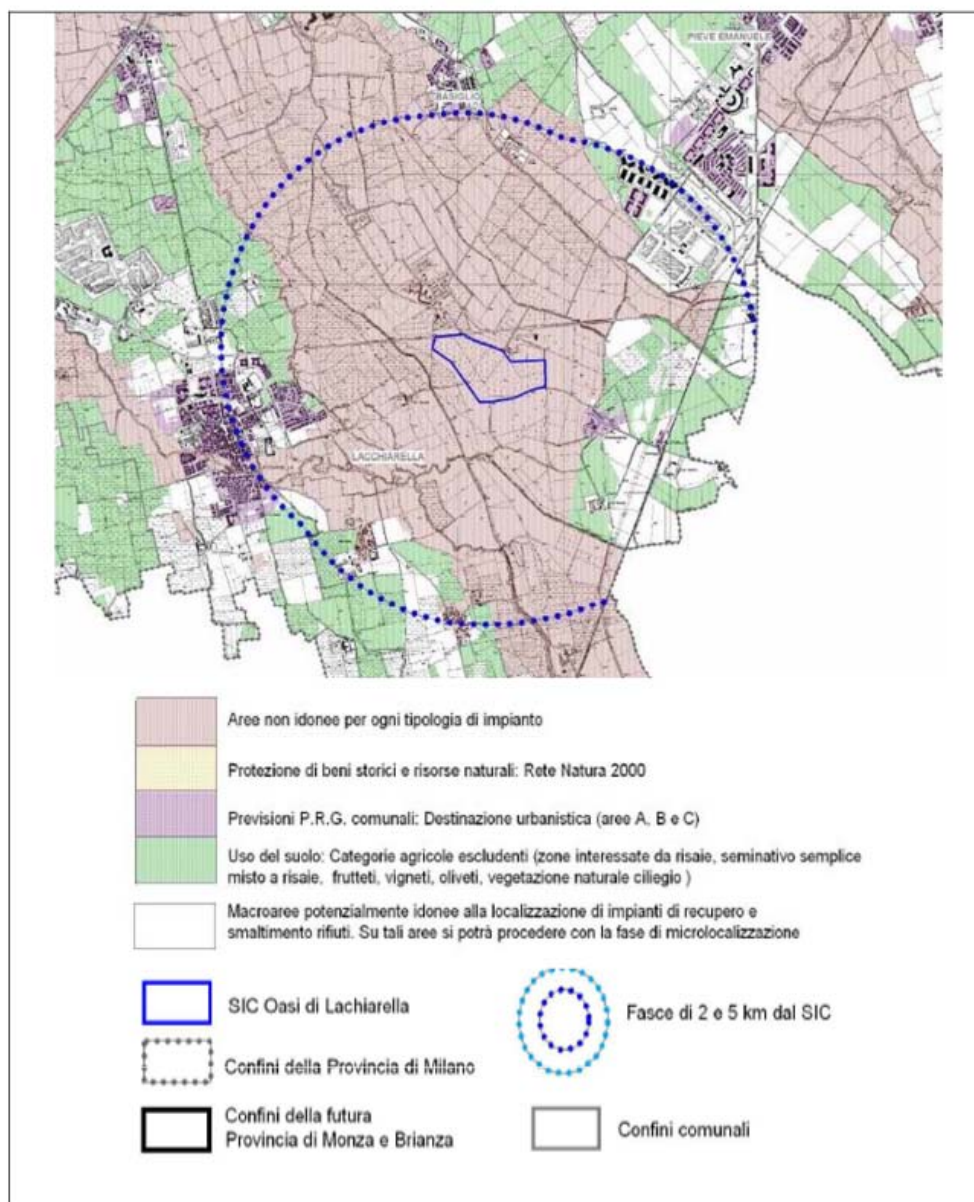 PIEVE EMANUELE
BASIGLIO
LACCHIARELLA
Aree non idonee per ogni tipologia di impianto
Protezione di beni storici e risorse naturali: Rete Natura 2000
Previsioni P.R.G. comunali: Destinazione urbanistica (aree A, B e C)
Uso del suolo: Categorie agricole escludenti (zone interessate da risaie, seminativo semplice
misto a risaie, frutteti, vigneti, oliveti, vegetazione naturale ciliegio )
Macroaree potenzialmente idonee alla localizzazione di impianti di recupero e
smaltimento rifiuti. Su tali aree si potrà procedere con la fase di microlocalizzazione
SIC Oasi di Lachiarella
Fasce di 2 e 5 km dal SIC
Confini della Provincia di Milano
Confini della futura
Provincia di Monza e Brianza
Confini comunali